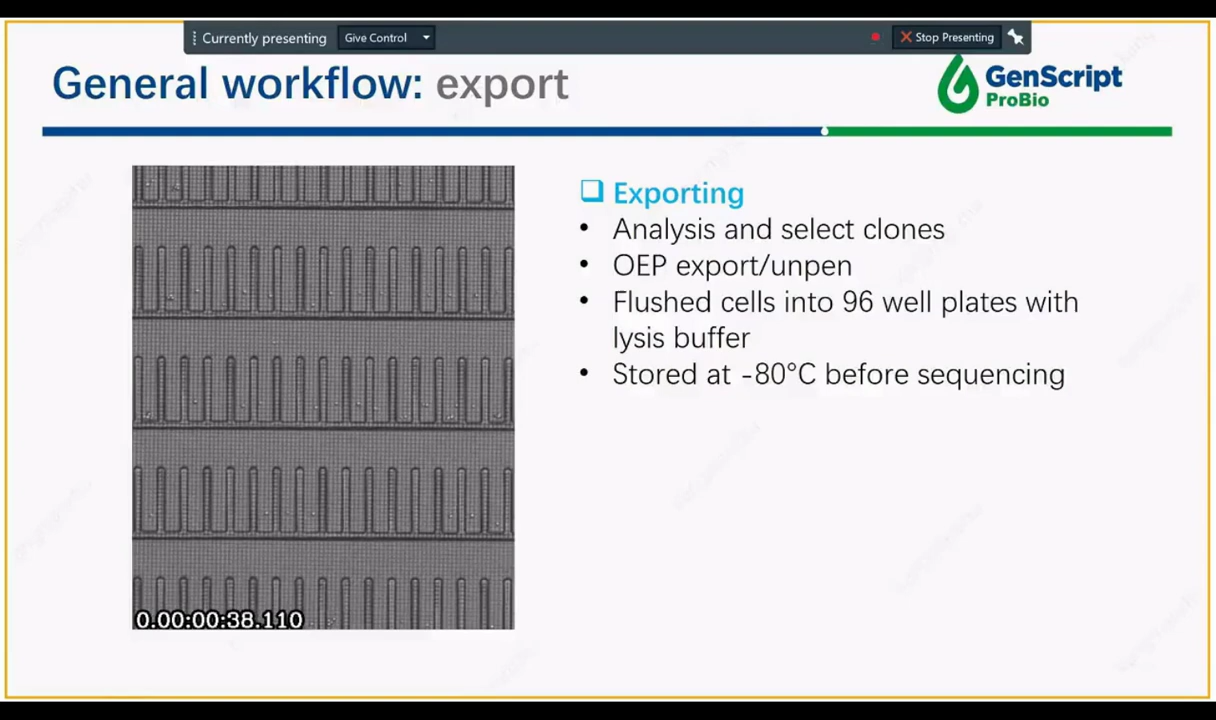 Currently presenting
Give Control
Stop Presenting
General workflow: export
GenScript
ProBio
Exporting
• Analysis and select clones
• OEP export/unpen
• Flushed cells into 96 well plates with
lysis buffer
• Stored at -80°C before sequencing
0.00:00:38.110